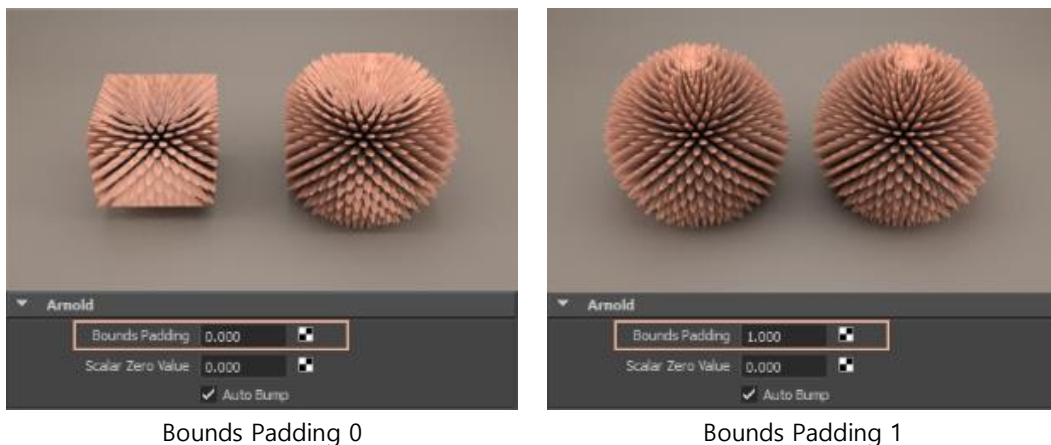 Arnold
Bounds Padding 0.000
Scalar Zero Value 0.000
Auto Bump
Bounds Padding 0
Arnold
Bounds Padding 1.000
Scalar Zero Value 0.000
Auto Bump
Bounds Padding 1